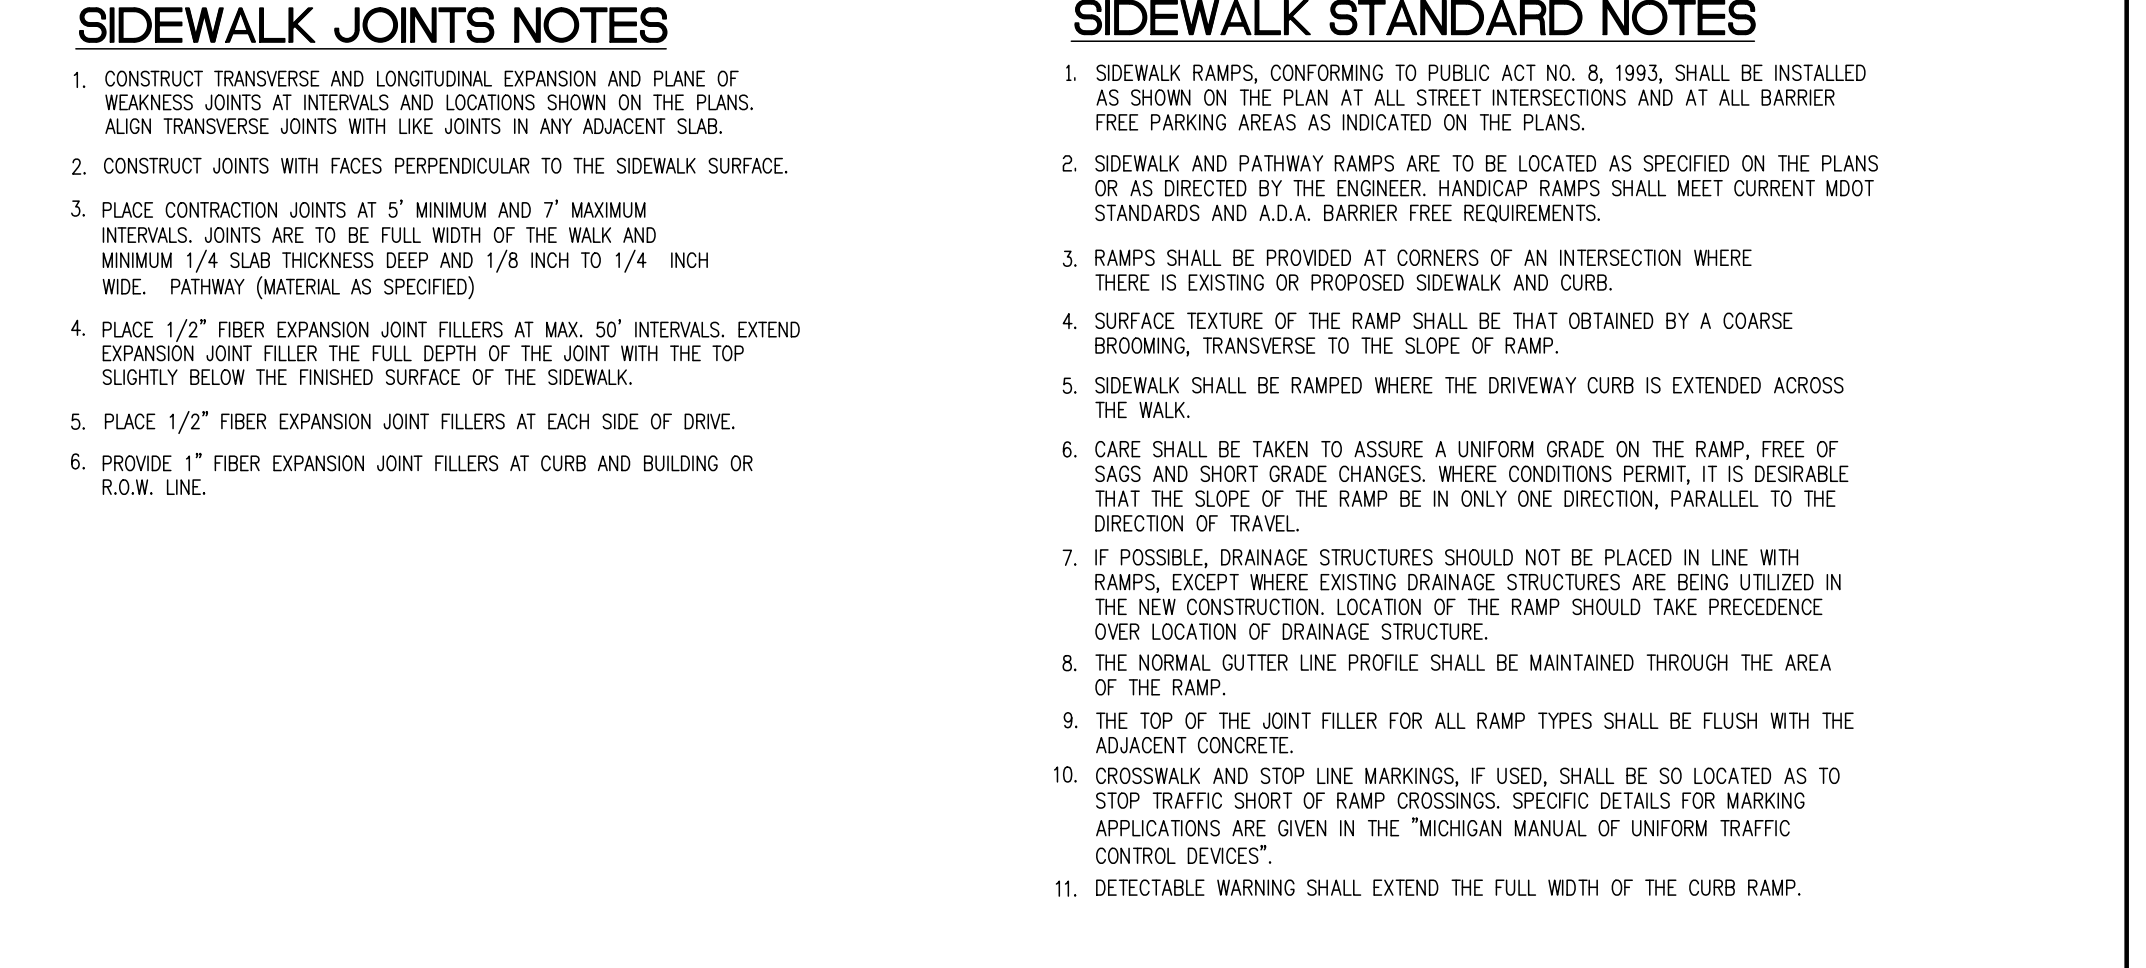 SIDEWALK JOINTS NOTES
1. CONSTRUCT TRANSVERSE AND LONGITUDINAL EXPANSION AND PLANE OF
WEAKNESS JOINTS AT INTERVALS AND LOCATIONS SHOWN ON THE PLANS.
ALIGN TRANSVERSE JOINTS WITH LIKE JOINTS IN ANY ADJACENT SLAB.
2. CONSTRUCT JOINTS WITH FACES PERPENDICULAR TO THE SIDEWALK SURFACE.
3. PLACE CONTRACTION JOINTS AT 5' MINIMUM AND 7' MAXIMUM
INTERVALS. JOINTS ARE TO BE FULL WIDTH OF THE WALK AND
MINIMUM 1/4 SLAB THICKNESS DEEP AND 1/8 INCH TO 1/4 INCH
WIDE. PATHWAY (MATERIAL AS SPECIFIED)
4. PLACE 1/2" FIBER EXPANSION JOINT FILLERS AT MAX. 50' INTERVALS. EXTEND
EXPANSION JOINT FILLER THE FULL DEPTH OF THE JOINT WITH THE TOP
SLIGHTLY BELOW THE FINISHED SURFACE OF THE SIDEWALK.
5. PLACE 1/2" FIBER EXPANSION JOINT FILLERS AT EACH SIDE OF DRIVE.
6. PROVIDE 1" FIBER EXPANSION JOINT FILLERS AT CURB AND BUILDING OR
R.O.W. LINE.
SIDEWALK STANDARD NOTES
1. SIDEWALK RAMPS, CONFORMING TO PUBLIC ACT NO. 8, 1993, SHALL BE INSTALLED
AS SHOWN ON THE PLAN AT ALL STREET INTERSECTIONS AND AT ALL BARRIER
FREE PARKING AREAS AS INDICATED ON THE PLANS.
2. SIDEWALK AND PATHWAY RAMPS ARE TO BE LOCATED AS SPECIFIED ON THE PLANS
OR AS DIRECTED BY THE ENGINEER. HANDICAP RAMPS SHALL MEET CURRENT MDOT
STANDARDS AND A.D.A. BARRIER FREE REQUIREMENTS.
3. RAMPS SHALL BE PROVIDED AT CORNERS OF AN INTERSECTION WHERE
THERE IS EXISTING OR PROPOSED SIDEWALK AND CURB.
4. SURFACE TEXTURE OF THE RAMP SHALL BE THAT OBTAINED BY A COARSE
BROOMING, TRANSVERSE TO THE SLOPE OF RAMP.
5. SIDEWALK SHALL BE RAMPED WHERE THE DRIVEWAY CURB IS EXTENDED ACROSS
THE WALK.
6. CARE SHALL BE TAKEN TO ASSURE A UNIFORM GRADE ON THE RAMP, FREE OF
SAGS AND SHORT GRADE CHANGES. WHERE CONDITIONS PERMIT, IT IS DESIRABLE
THAT THE SLOPE OF THE RAMP BE IN ONLY ONE DIRECTION, PARALLEL TO THE
DIRECTION OF TRAVEL.
7. IF POSSIBLE, DRAINAGE STRUCTURES SHOULD NOT BE PLACED IN LINE WITH
RAMPS, EXCEPT WHERE EXISTING DRAINAGE STRUCTURES ARE BEING UTILIZED IN
THE NEW CONSTRUCTION. LOCATION OF THE RAMP SHOULD TAKE PRECEDENCE
OVER LOCATION OF DRAINAGE STRUCTURE.
8. THE NORMAL GUTTER LINE PROFILE SHALL BE MAINTAINED THROUGH THE AREA
OF THE RAMP.
9. THE TOP OF THE JOINT FILLER FOR ALL RAMP TYPES SHALL BE FLUSH WITH THE
ADJACENT CONCRETE.
10. CROSSWALK AND STOP LINE MARKINGS, IF USED, SHALL BE SO LOCATED AS TO
STOP TRAFFIC SHORT OF RAMP CROSSINGS. SPECIFIC DETAILS FOR MARKING
APPLICATIONS ARE GIVEN IN THE "MICHIGAN MANUAL OF UNIFORM TRAFFIC
CONTROL DEVICES".
11. DETECTABLE WARNING SHALL EXTEND THE FULL WIDTH OF THE CURB RAMP.